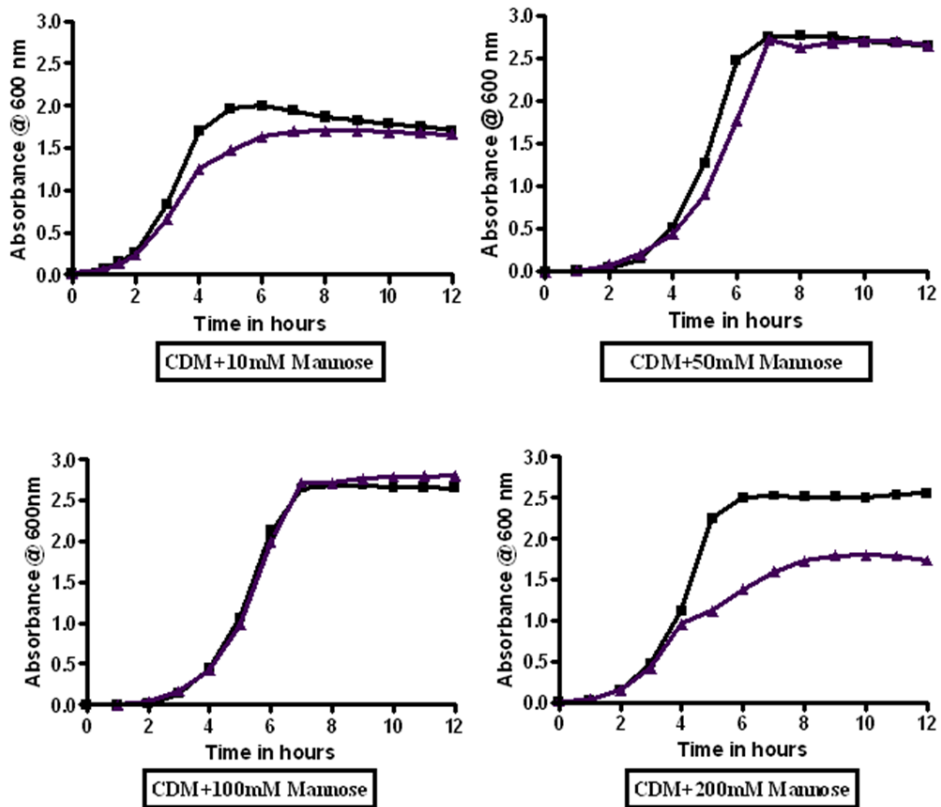 Absorbance @ 600 nm
3.0
2.5
2.0
1.5
1.0
0.5
0.0
0 2 4 6 8 10 12
Time in hours
CDM+10mM Mannose
Absorbance @ 600 nm
3.0
2.5
2.0
1.5
1.0
0.5
0.0
0 2 4 6 8 10 12
Time in hours
CDM+50mM Mannose
Absorbance @ 600nm
3.0
2.5
2.0
1.5
1.0
0.5
0.0
0 2 4 6 8 10 12
Time in hours
CDM+100mM Mannose
Absorbance @ 600 nm
3.0
2.5
2.0
1.5
1.0
0.5
0.0
0 2 4 6 8 10 12
Time in hours
CDM+200mM Mannose